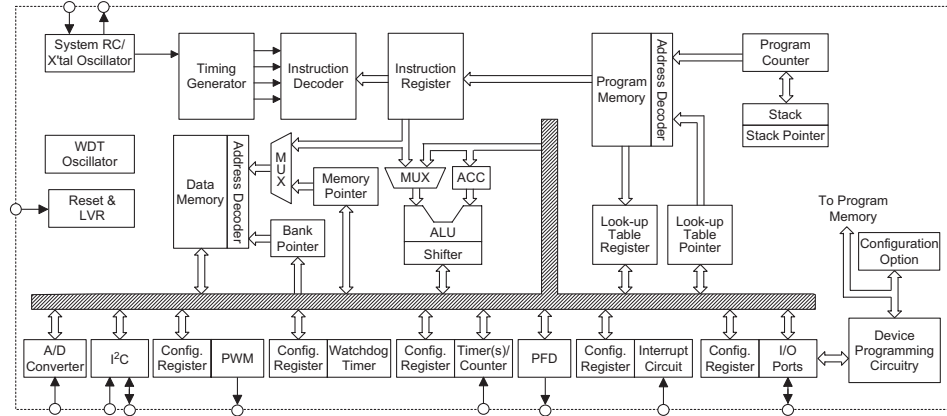 System RC/
X'tal Oscillator
Timing
Generator
Instruction
Decoder
Instruction
Register
Program
Memory
Address Decoder
Program
Counter
Stack
Stack Pointer
WDT
Oscillator
Reset &
LVR
Data
Memory
Address Decoder
MUX
Memory
Pointer
Bank
Pointer
MUX
ACC
ALU
Shifter
Look-up
Table
Register
Look-up
Table
Pointer
To Program
Memory
Configuration
Option
Device
Programming
Circuitry
A/D
Converter
I²C
Config.
Register
PWM
Config.
Register
Watchdog
Timer
Config.
Register
Timer(s)/
Counter
PFD
Config.
Register
Interrupt
Circuit
Config.
Register
I/O
Ports